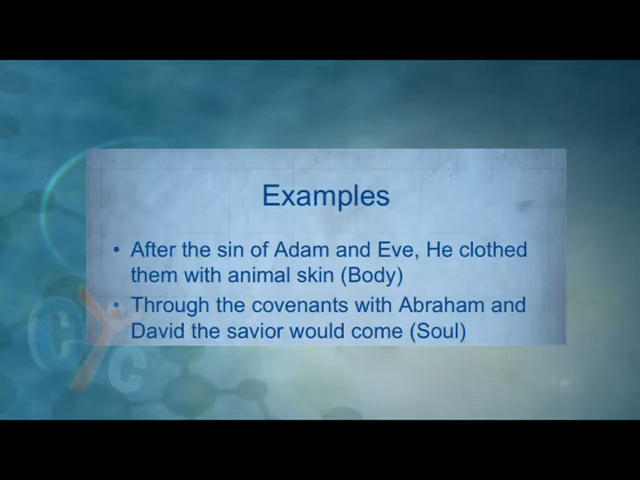 Examples
• After the sin of Adam and Eve, He clothed
them with animal skin (Body)
• Through the covenants with Abraham and
David the savior would come (Soul)
CYC